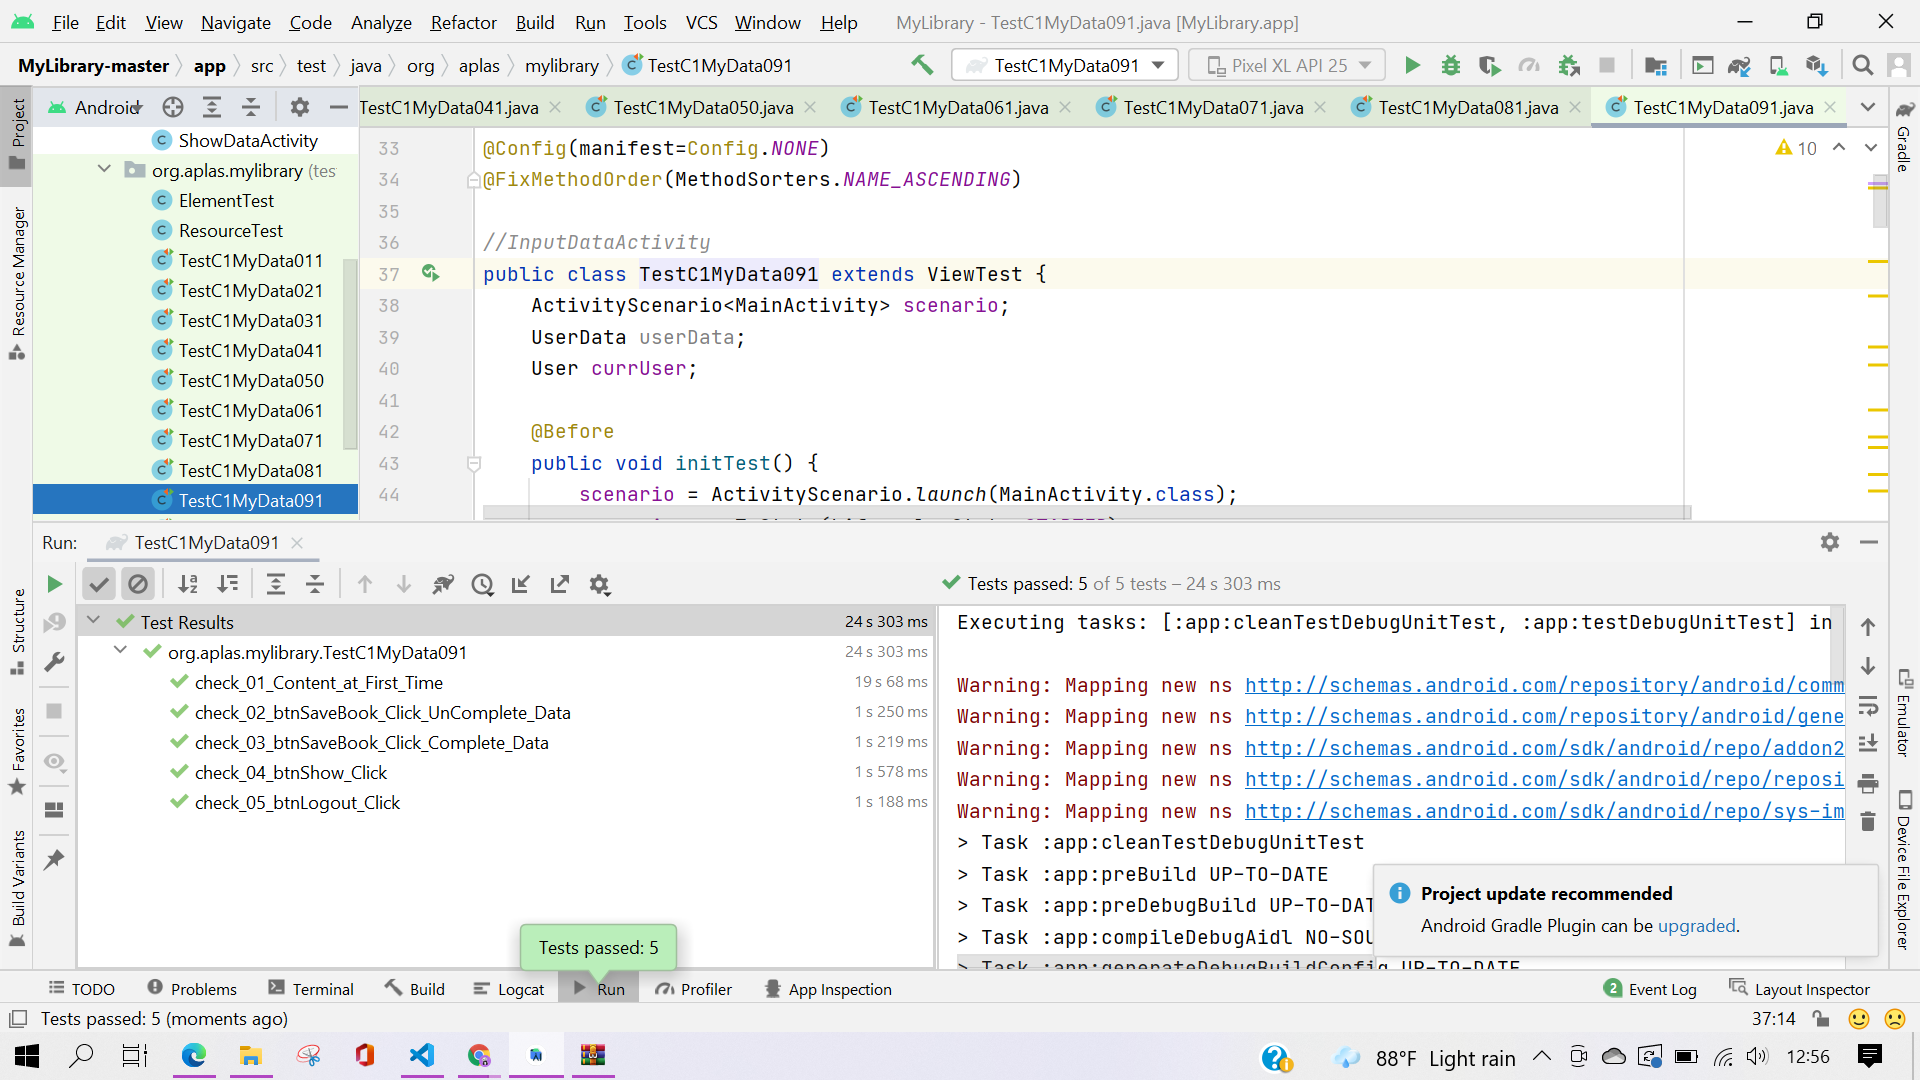 File Edit View Navigate Code Analyze Refactor Build Run Tools VCS Window Help MyLibrary - TestC1MyData091.java [MyLibrary.app]
MyLibrary-master app src test java org aplas mylibrary TestC1MyData091 TestC1MyData091 Pixel XL API 25
Android TestC1MyData041.java TestC1MyData050.java TestC1MyData061.java TestC1MyData071.java TestC1MyData081.java TestC1MyData091.java
Project
Resource Manager
Structure
Favorites
Build Variants
ShowDataActivity
org.aplas.mylibrary (tes
ElementTest
ResourceTest
TestC1MyData011
TestC1MyData021
TestC1MyData031
TestC1MyData041
TestC1MyData050
TestC1MyData061
TestC1MyData071
TestC1MyData081
TestC1MyData091
33 @Config(manifest=Config.NONE)
34 @FixMethodOrder(MethodSorters.NAME_ASCENDING)
35
36 //InputDataActivity
37 public class TestC1MyData091 extends ViewTest {
38 ActivityScenario<MainActivity> scenario;
39 UserData userData;
40 User currUser;
41
42 @Before
43 public void initTest() {
44 scenario = ActivityScenario.launch(MainActivity.class);
10
Gradle
Emulator
Device File Explorer
Run: TestC1MyData091
Tests passed: 5 of 5 tests – 24 s 303 ms
Test Results 24 s 303 ms
org.aplas.mylibrary.TestC1MyData091 24 s 303 ms
check_01_Content_at_First_Time 19 s 68 ms
check_02_btnSaveBook_Click_UnComplete_Data 1 s 250 ms
check_03_btnSaveBook_Click_Complete_Data 1 s 219 ms
check_04_btnShow_Click 1 s 578 ms
check_05_btnLogout_Click 1 s 188 ms
Executing tasks: [:app:cleanTestDebugUnitTest, :app:testDebugUnitTest] in
Warning: Mapping new ns http://schemas.android.com/repository/android/comm
Warning: Mapping new ns http://schemas.android.com/repository/android/gene
Warning: Mapping new ns http://schemas.android.com/sdk/android/repo/addon2
Warning: Mapping new ns http://schemas.android.com/sdk/android/repo/reposi
Warning: Mapping new ns http://schemas.android.com/sdk/android/repo/sys-im
> Task :app:cleanTestDebugUnitTest
> Task :app:preBuild UP-TO-DATE
> Task :app:preDebugBuild UP-TO-DAT
> Task :app:compileDebugAidl NO-SOU
> Task :app:generateDebugBuildConfig UP-TO-DATE
Project update recommended
Android Gradle Plugin can be upgraded.
Tests passed: 5
TODO Problems Terminal Build Logcat Run Profiler App Inspection 2 Event Log Layout Inspector
Tests passed: 5 (moments ago) 37:14
88°F Light rain 12:56